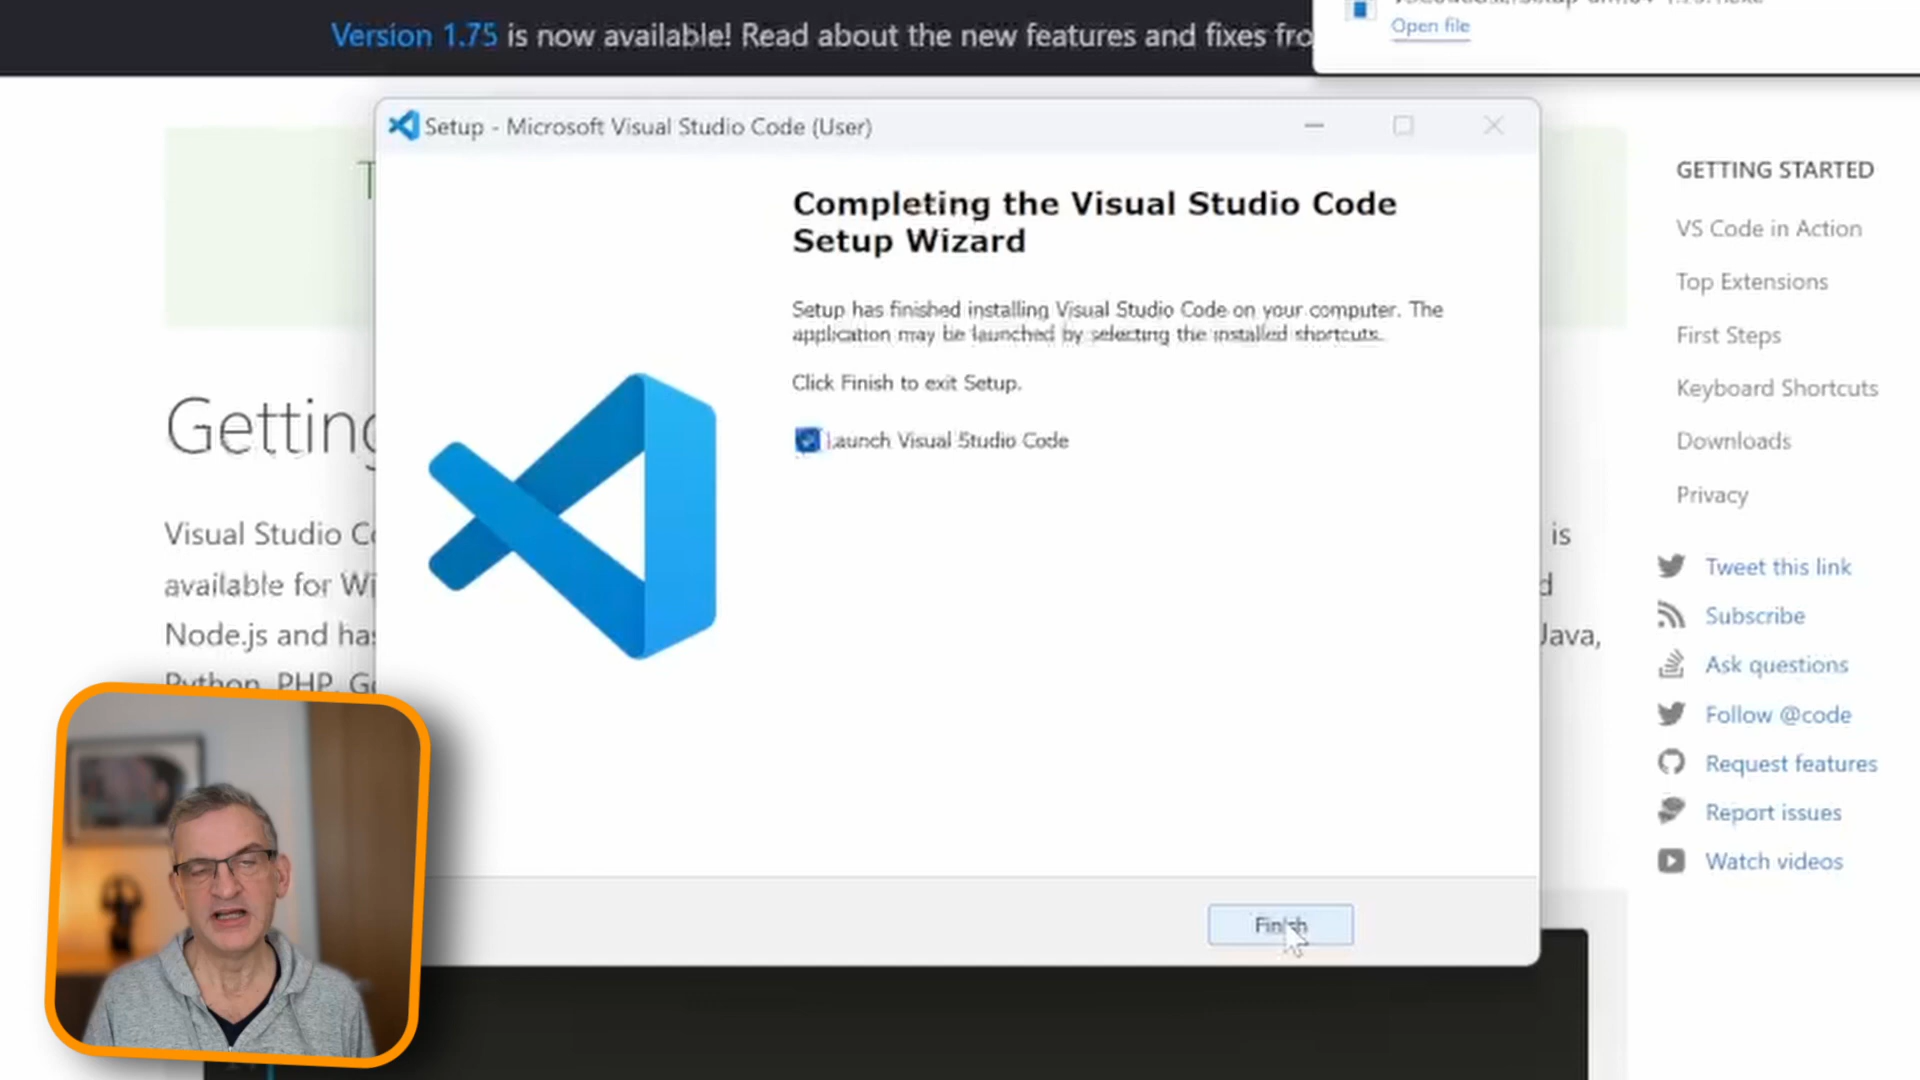 Version 1.75 is now available! Read about the new features and fixes fro
Open file
Setup - Microsoft Visual Studio Code (User)
Completing the Visual Studio Code
Setup Wizard
Setup has finished installing Visual Studio Code on your computer. The
application may be launched by selecting the installed shortcuts.
Click Finish to exit Setup.
Launch Visual Studio Code
Finish
T
Getting
Visual Studio Co
is
available for Wi
d
Node.js and has
Java,
Python, PHP, Go
GETTING STARTED
VS Code in Action
Top Extensions
First Steps
Keyboard Shortcuts
Downloads
Privacy
Tweet this link
Subscribe
Ask questions
Follow @code
Request features
Report issues
Watch videos